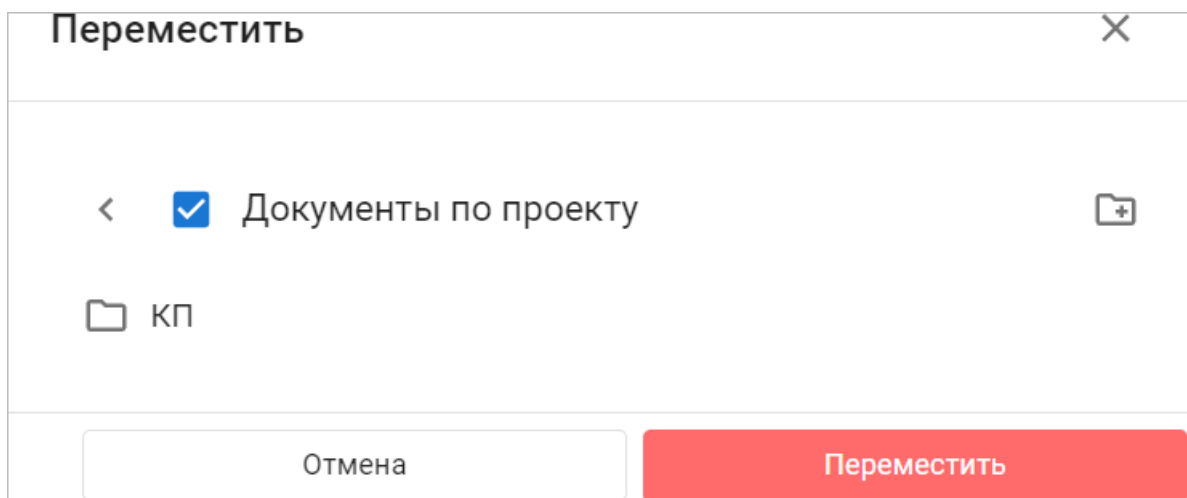 Переместить
Документы по проекту
КП
Отмена
Переместить